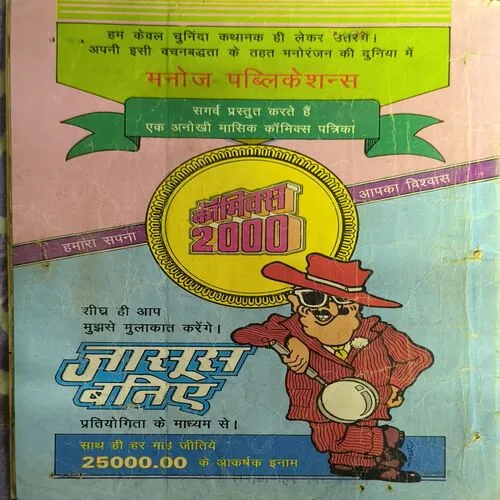 हम केवल चुनिंदा कथानक ही लेकर उतरेंगे।
अपनी इसी वचनबद्धता के तहत मनोरंजन की दुनिया में
मनोज पब्लिकेशन्स
सगर्व प्रस्तुत करते हैं
एक अनोखी मासिक कॉमिक्स पत्रिका
कॉमिक्स
2000
हमारा सपना
आपका विश्वास
शीघ्र ही आप
मुझसे मुलाकात करेंगे।
जासूस
बनिए
प्रतियोगिता के माध्यम से।
साथ ही हर माह जीतिये
25000.00 के आकर्षक इनाम